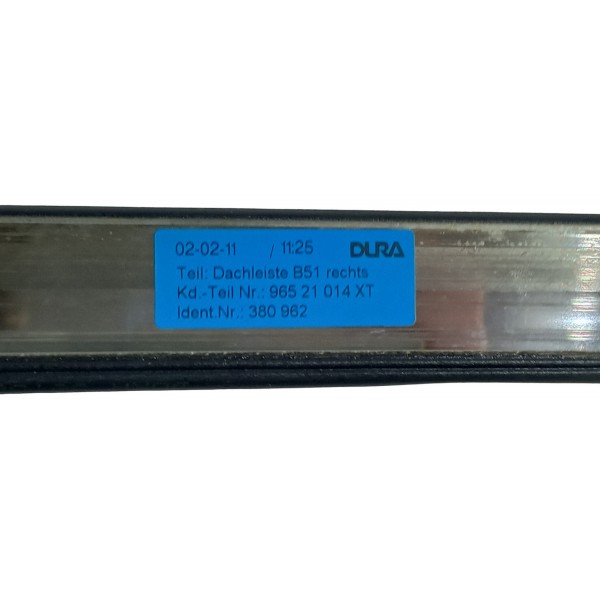 02-02-11 / 11:25 DURA
Teil: Dachleiste B51 rechts
Kd.-Teil Nr.: 965 21 014 XT
Ident.Nr.: 380 962